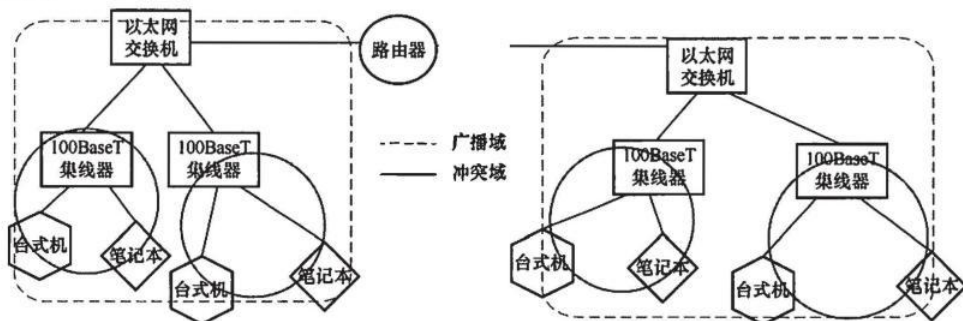 以太网
交换机
路由器
100BaseT
集线器
100BaseT
集线器
台式机
笔记本
台式机
笔记本
广播域
冲突域
以太网
交换机
100BaseT
集线器
100BaseT
集线器
台式机
笔记本
台式机
笔记本